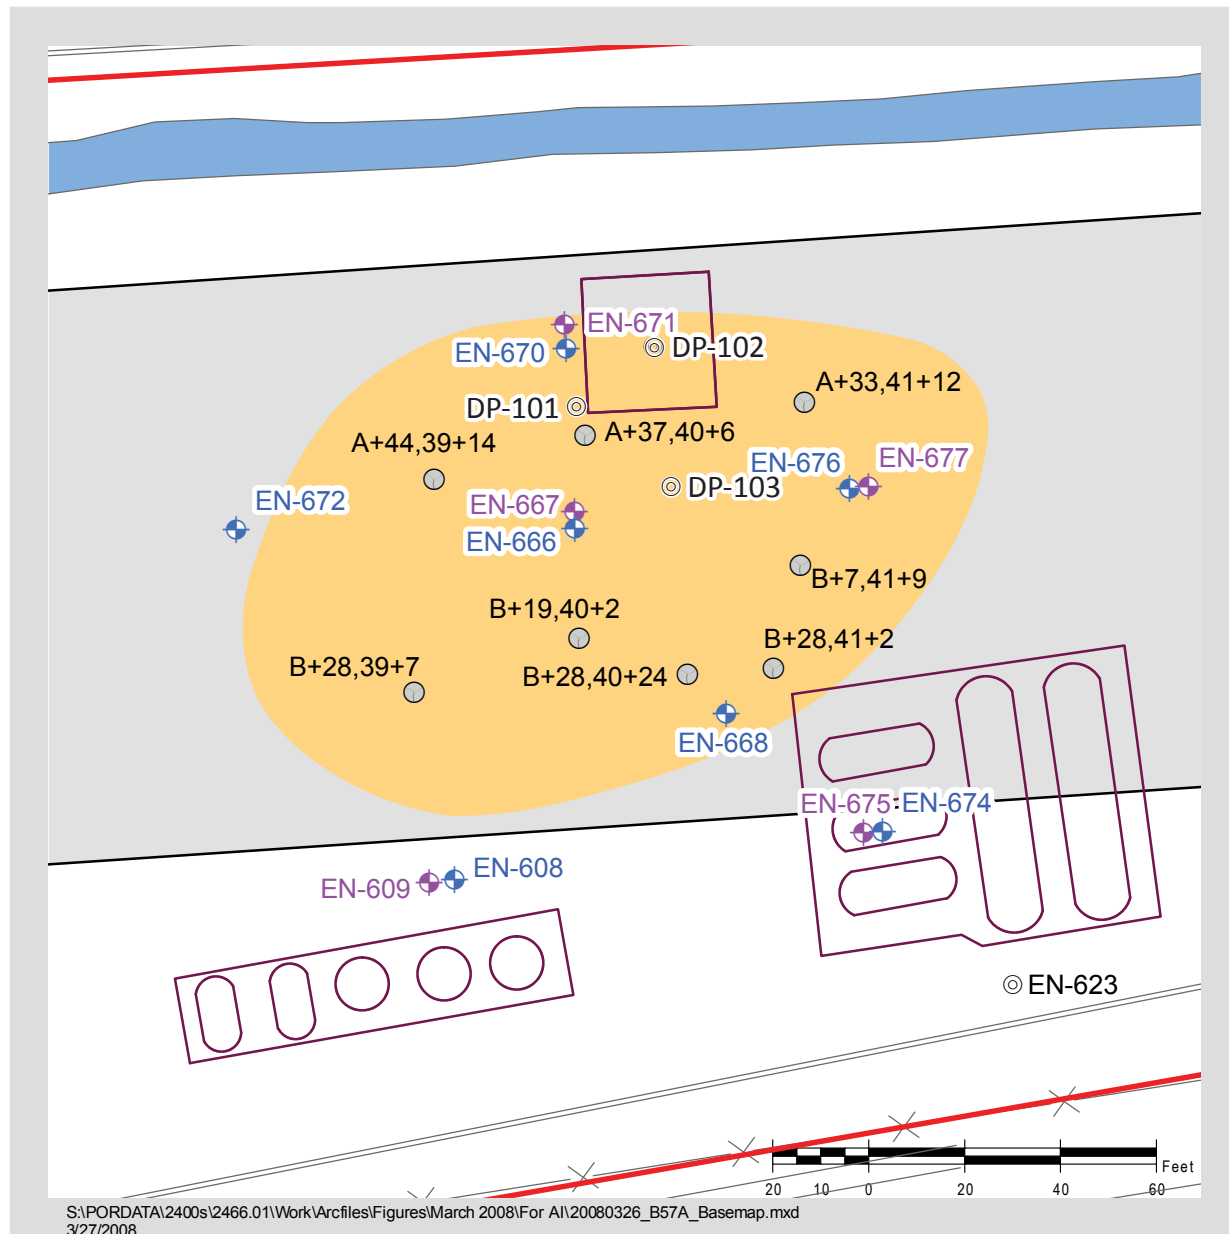 EN-671
EN-670
DP-102
A+33,41+12
DP-101
A+37,40+6
A+44,39+14
EN-676
EN-677
EN-672
DP-103
EN-667
EN-666
B+7,41+9
B+19,40+2
B+28,41+2
B+28,39+7
B+28,40+24
EN-668
EN-675
EN-674
EN-609
EN-608
EN-623
Feet
20 10 0 20 40 60
S:\PORDATA\2400s\2466.01\Work\Arcfiles\Figures\March 2008\For AI\20080326_B57A_Basemap.mxd
3/27/2008